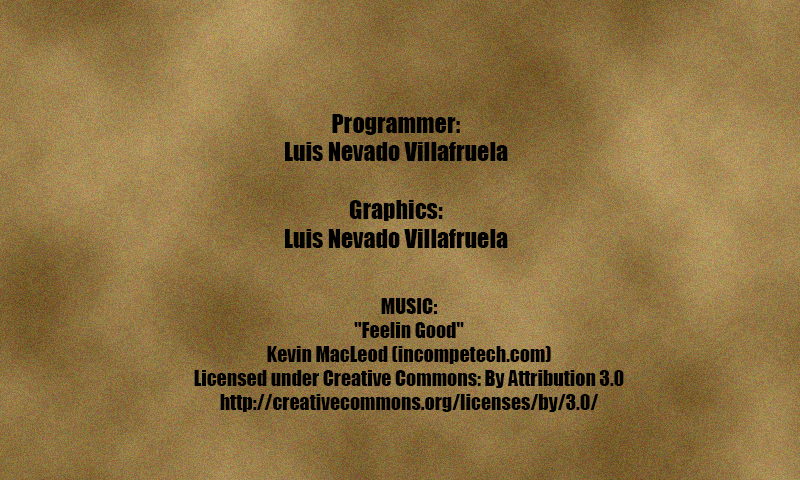 Programmer:
Luis Nevado Villafruela
Graphics:
Luis Nevado Villafruela
MUSIC:
"Feelin Good"
Kevin MacLeod (incompetech.com)
Licensed under Creative Commons: By Attribution 3.0
http://creativecommons.org/licenses/by/3.0/